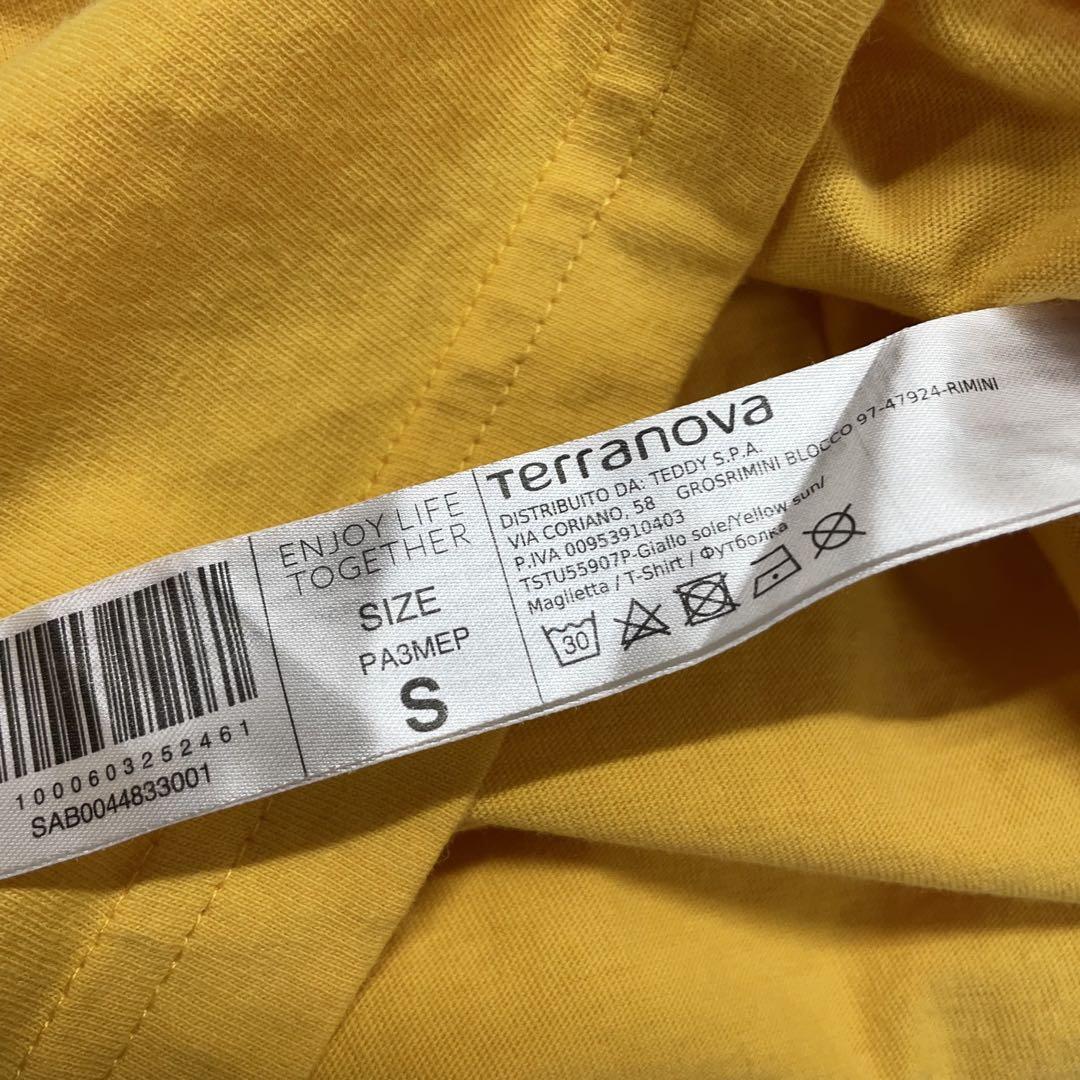 1000603252461
SAB0044833001
ENJOY LIFE
TOGETHER
SIZE
РАЗМЕР
S
Terranova
DISTRIBUITO DA: TEDDY S.P.A.
VIA CORIANO, 58 GROSRIMINI BLOCCO 97-47924-RIMINI
P.IVA 00953910403
TSTU55907P-Giallo sole/Yellow sun/
Maglietta / T-Shirt / Футболка
30